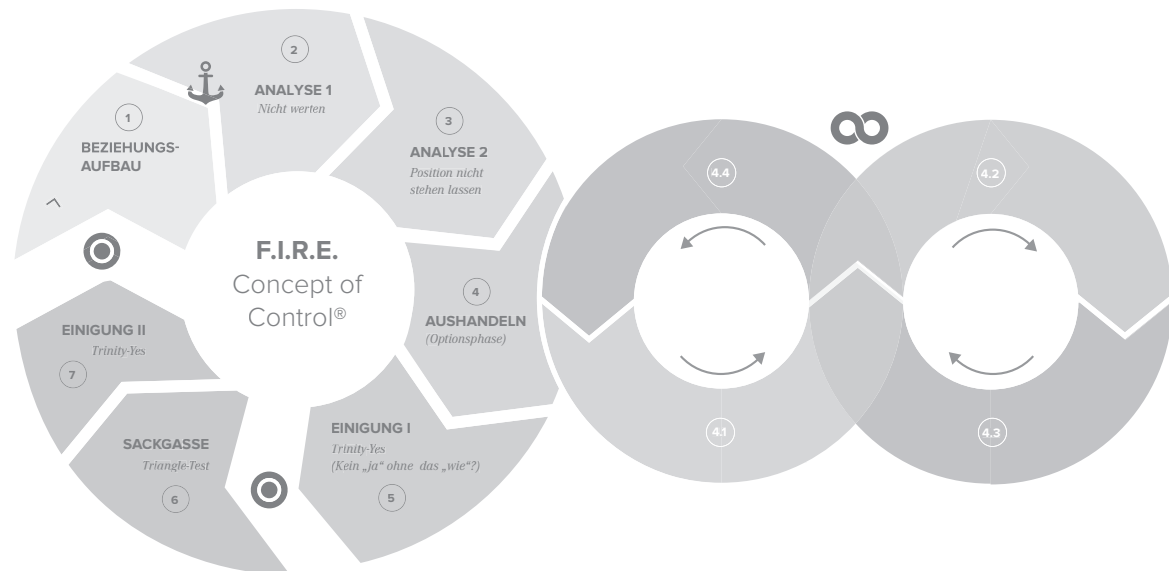 F.I.R.E.
Concept of
Control®
1
BEZIEHUNGS-
AUFBAU
2
ANALYSE 1
Nicht werten
3
ANALYSE 2
Position nicht
stehen lassen
4
AUSHANDELN
(Optionsphase)
EINIGUNG I
Trinity-Yes
(Kein „ja“ ohne das „wie“?)
5
SACKGASSE
Triangle-Test
6
EINIGUNG II
Trinity-Yes
7
4.4
4.2
4.1
4.3